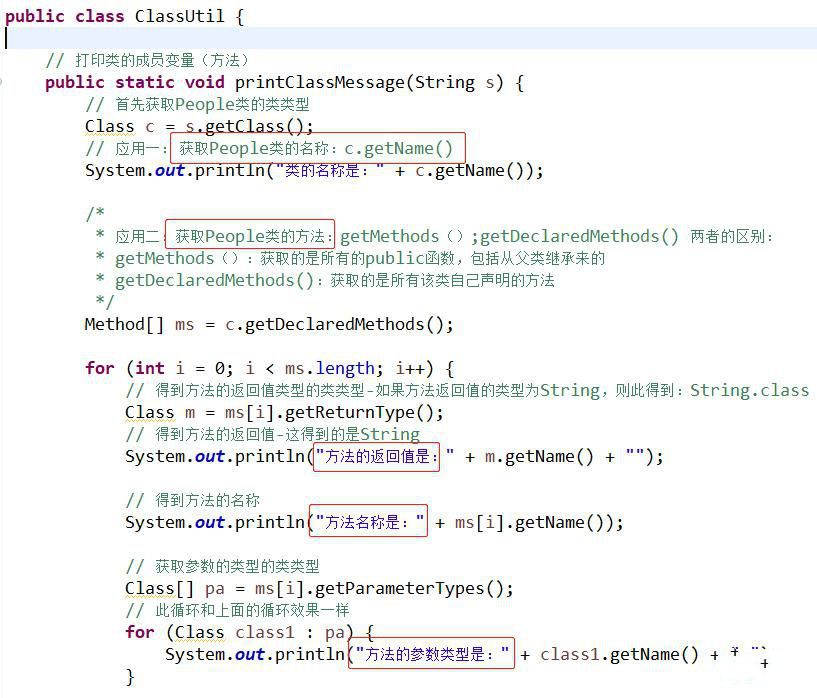 public class ClassUtil {
// 打印类的成员变量（方法）
public static void printClassMessage(String s) {
// 首先获取People类的类类型
Class c = s.getClass();
// 应用一：获取People类的名称：c.getName()
System.out.println("类的名称是：" + c.getName());
/*
* 应用二：获取People类的方法：getMethods（）;getDeclaredMethods() 两者的区别：
* getMethods（）：获取的是所有的public函数，包括从父类继承来的
* getDeclaredMethods()：获取的是所有该类自己声明的方法
*/
Method[] ms = c.getDeclaredMethods();
for (int i = 0; i < ms.length; i++) {
// 得到方法的返回值类型的类类型-如果方法返回值的类型为String，则此得到：String.class
Class m = ms[i].getReturnType();
// 得到方法的返回值-这得到的是String
System.out.println("方法的返回值是：" + m.getName() + "");
// 得到方法的名称
System.out.println("方法名称是：" + ms[i].getName());
// 获取参数的类型的类类型
Class[] pa = ms[i].getParameterTypes();
// 此循环和上面的循环效果一样
for (Class class1 : pa) {
System.out.println("方法的参数类型是：" + class1.getName() +
}